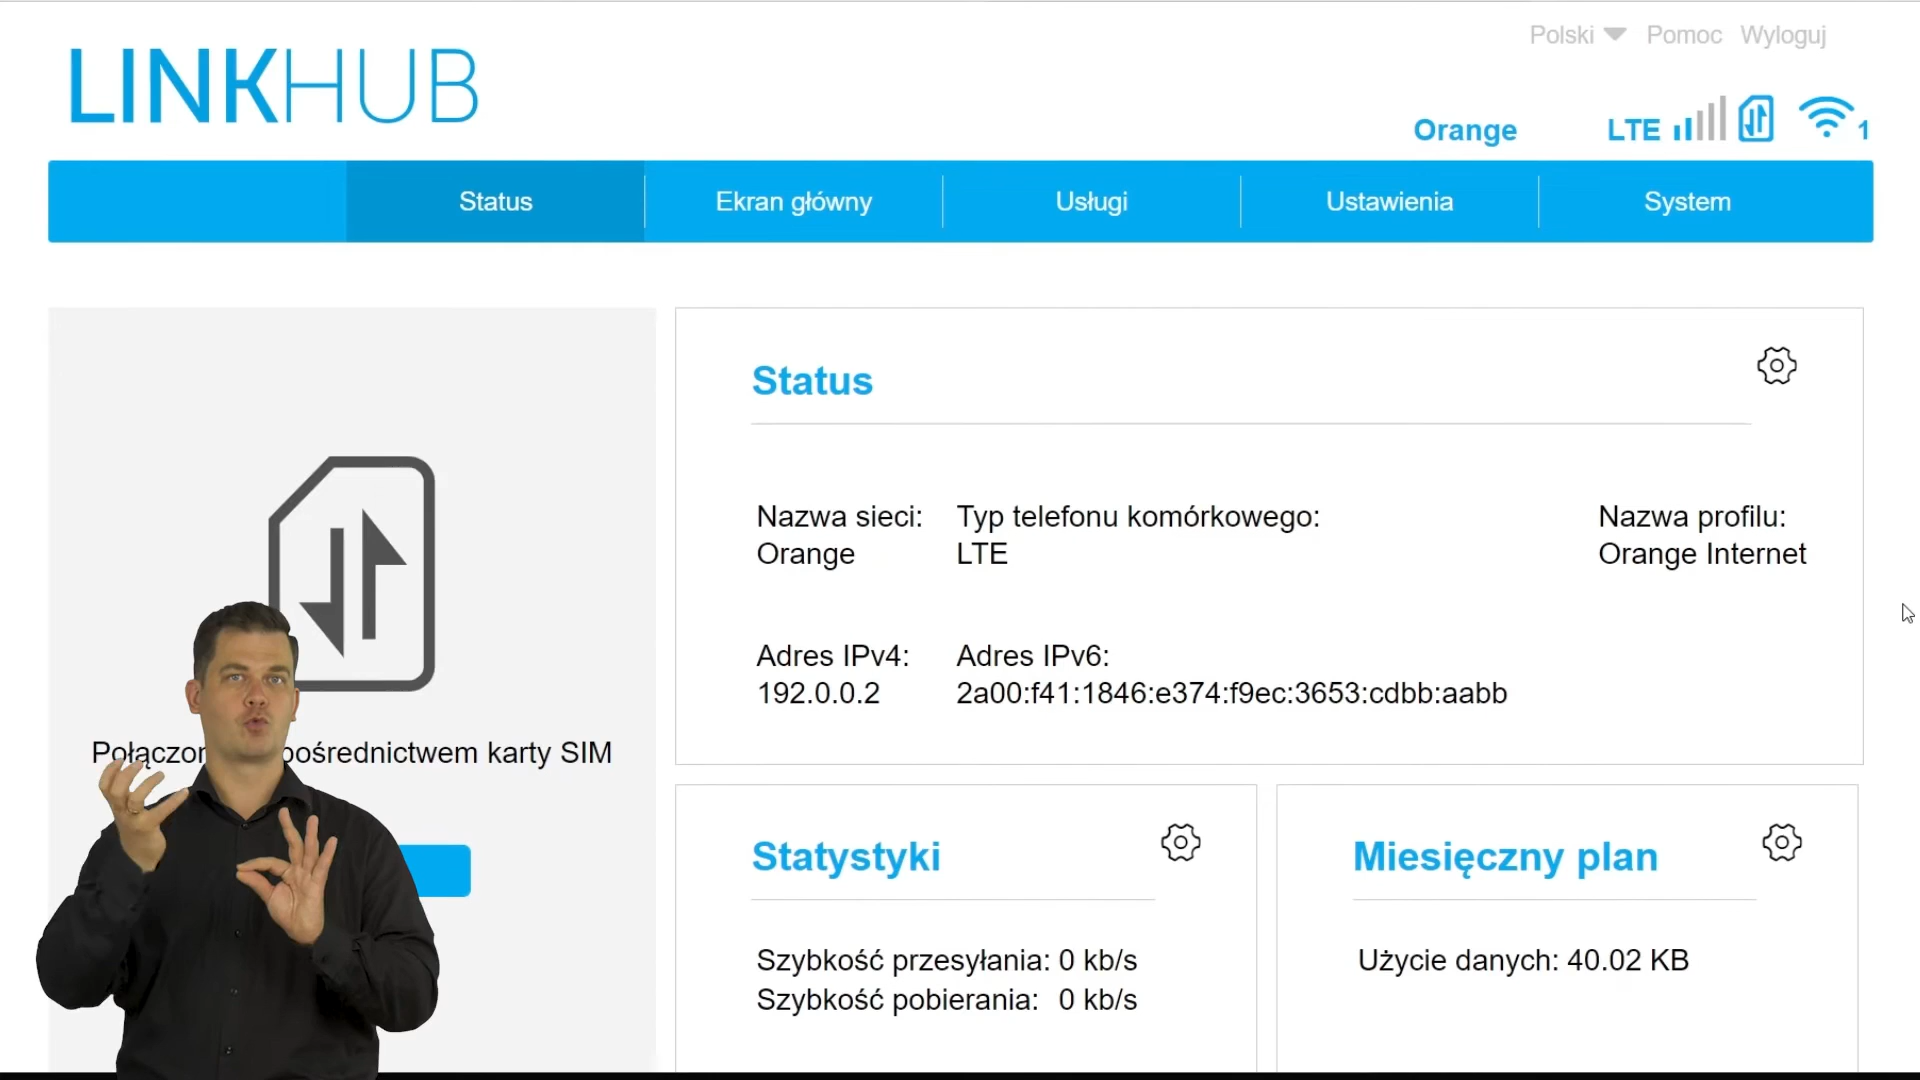 Polski Pomoc Wyloguj
LINKHUB
Orange LTE 1
Status Ekran główny Usługi Ustawienia System
Status
Nazwa sieci: Typ telefonu komórkowego: Nazwa profilu:
Orange LTE Orange Internet
Adres IPv4: Adres IPv6:
192.0.0.2 2a00:f41:1846:e374:f9ec:3653:cdbb:aabb
karty SIM
Statystyki
Szybkość przesyłania: 0 kb/s
Szybkość pobierania: 0 kb/s
Miesięczny plan
Użycie danych: 40.02 KB